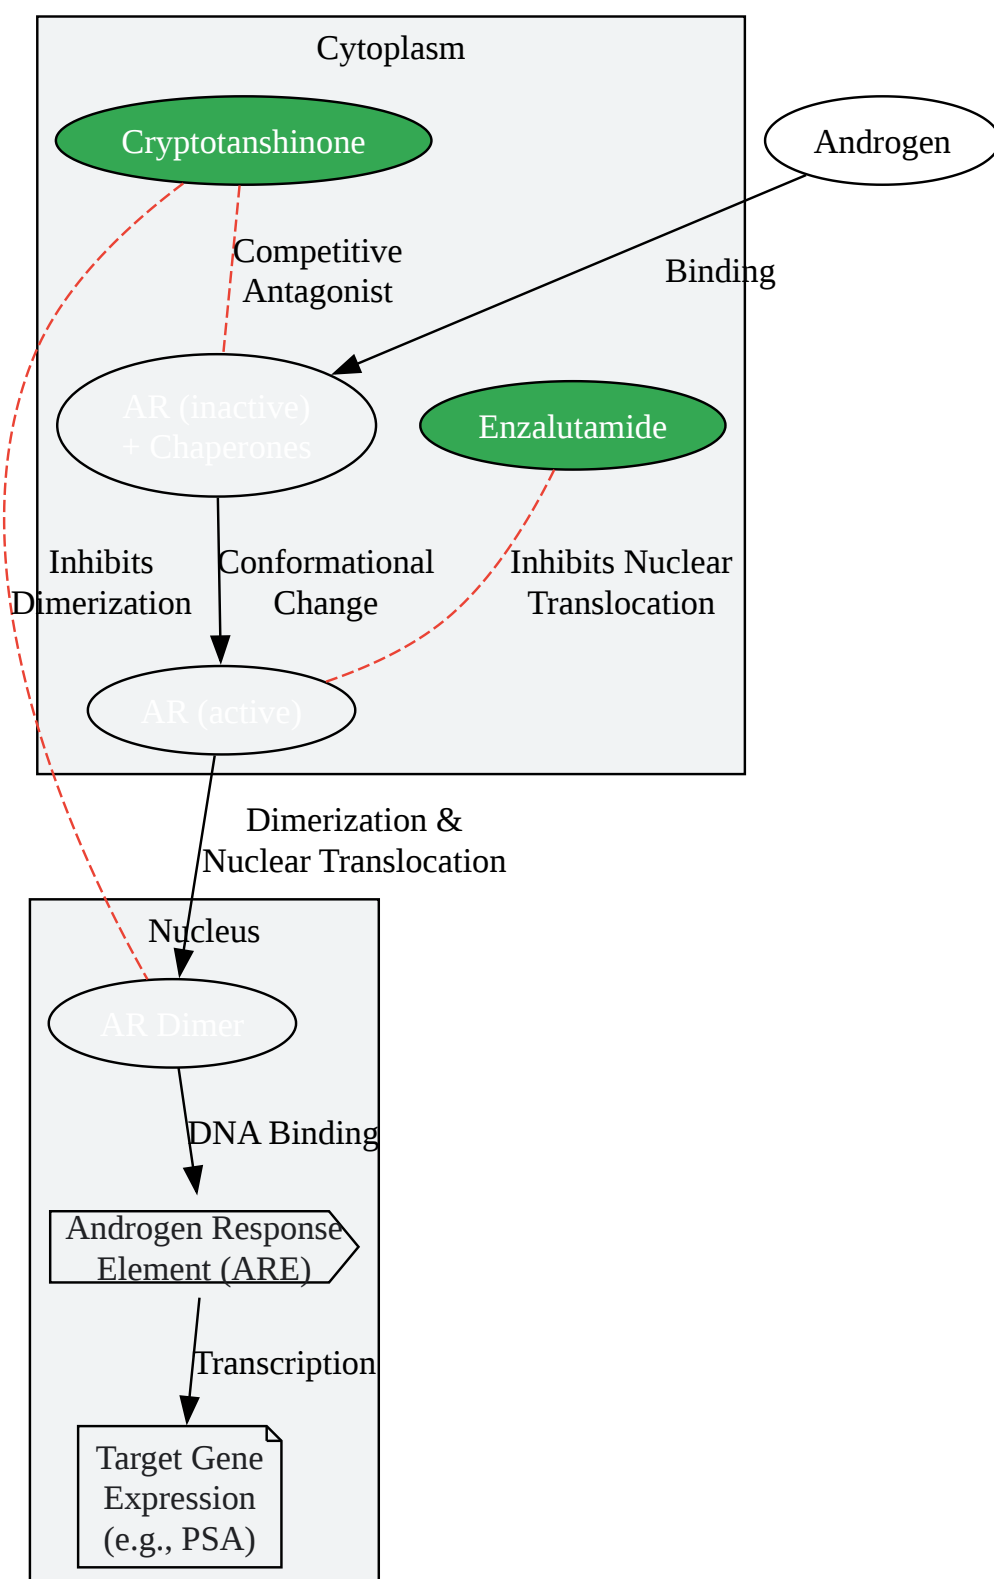 Cytoplasm
Cryptotanshinone
Androgen
Competitive
Antagonist
Binding
AR (inactive)
+ Chaperones
Enzalutamide
Inhibits
Dimerization
Conformational
Change
Inhibits Nuclear
Translocation
AR (active)
Dimerization &
Nuclear Translocation
Nucleus
AR Dimer
DNA Binding
Androgen Response
Element (ARE)
Transcription
Target Gene
Expression
(e.g., PSA)